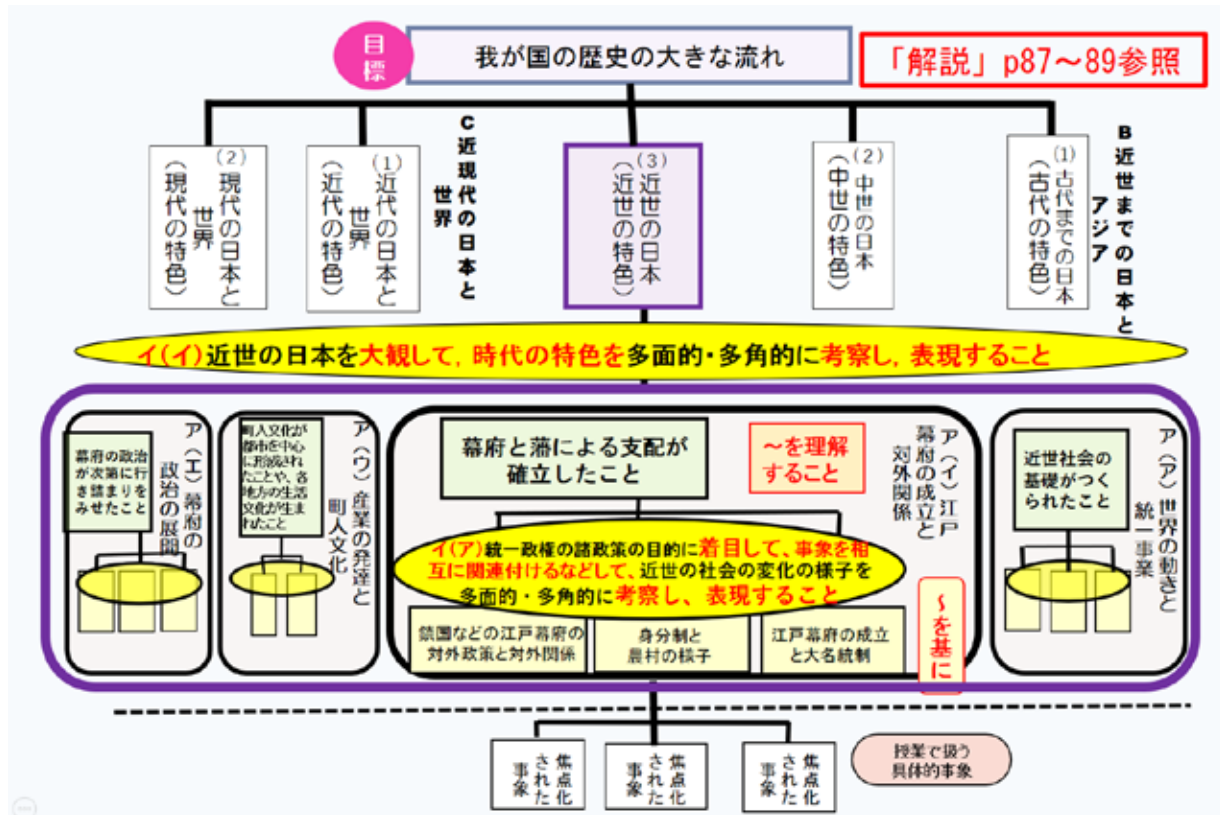 目
標
我が国の歴史の大きな流れ
「解説」p87～89参照
B近世までの日本と
アジア
(1) 古代までの日本
（古代の特色）
(2) 中世の日本
（中世の特色）
(3) 近世の日本
（近世の特色）
C近現代の日本と
世界
(1) 近代の日本と
世界
（近代の特色）
(2) 現代の日本と
世界
（現代の特色）
イ(イ)近世の日本を大観して，時代の特色を多面的・多角的に考察し，表現すること
ア(ア)世界の動きと
統一事業
近世社会の
基礎がつく
られたこと
ア(イ)江戸
幕府の成立と
対外関係
～を理解
すること
幕府と藩による支配が
確立したこと
イ(ア)統一政権の諸政策の目的に着目して、事象を相
互に関連付けるなどして、近世の社会の変化の様子を
多面的・多角的に考察し、表現すること
江戸幕府の成立
と大名統制
身分制と
農村の様子
鎖国などの江戸幕府の
対外政策と対外関係
～を基に
ア(ウ)産業の発達と
町人文化
町人文化が
都市を中心
に形成され
たことや、各
地方の生活
文化が生ま
れたこと
ア(エ)幕府の
政治の展開
幕府の政治
が次第に行
き詰まりを
みせたこと
焦点化
された
事象
焦点化
された
事象
焦点化
された
事象
授業で扱う
具体的事象